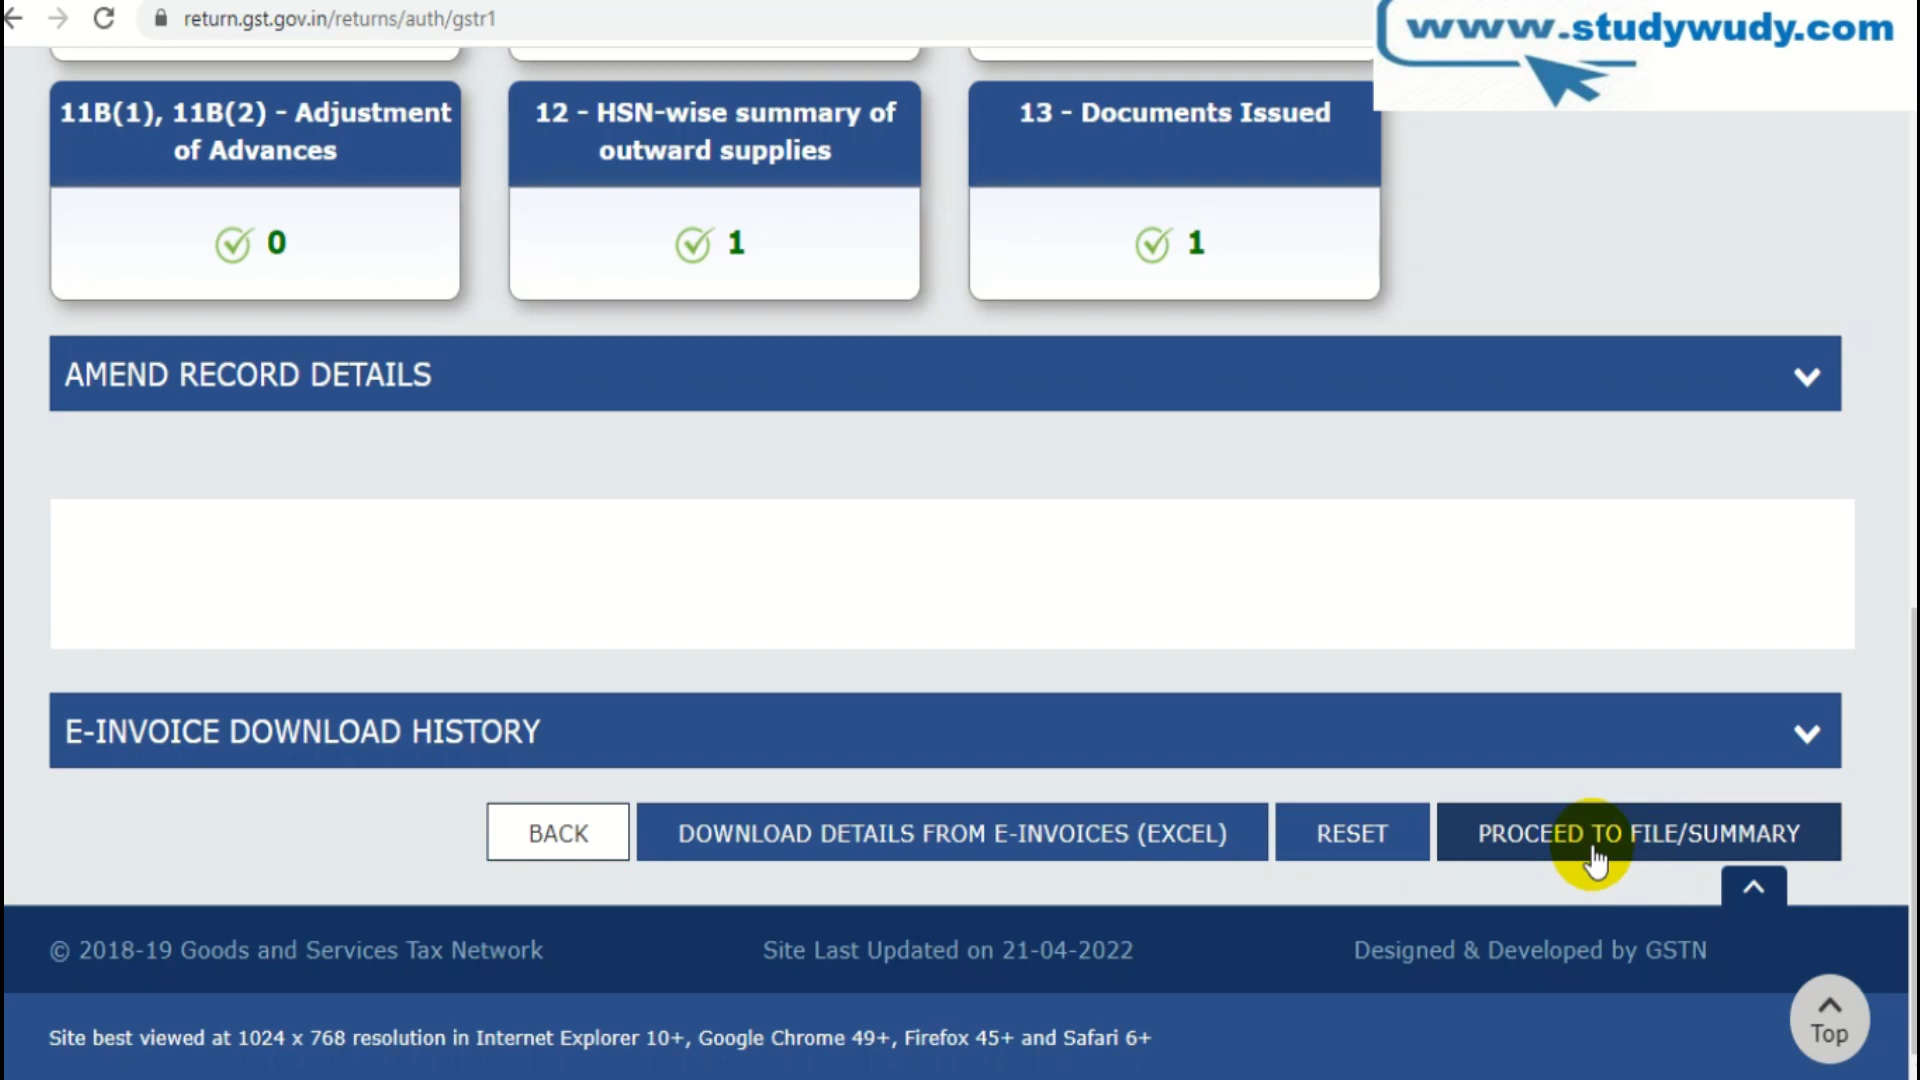 return.gst.gov.in/returns/auth/gstr1
www.studywudy.com
11B(1), 11B(2) - Adjustment
of Advances
12 - HSN-wise summary of
outward supplies
13 - Documents Issued
0
1
1
AMEND RECORD DETAILS
E-INVOICE DOWNLOAD HISTORY
BACK
DOWNLOAD DETAILS FROM E-INVOICES (EXCEL)
RESET
PROCEED TO FILE/SUMMARY
© 2018-19 Goods and Services Tax Network
Site Last Updated on 21-04-2022
Designed & Developed by GSTN
Top
Site best viewed at 1024 x 768 resolution in Internet Explorer 10+, Google Chrome 49+, Firefox 45+ and Safari 6+